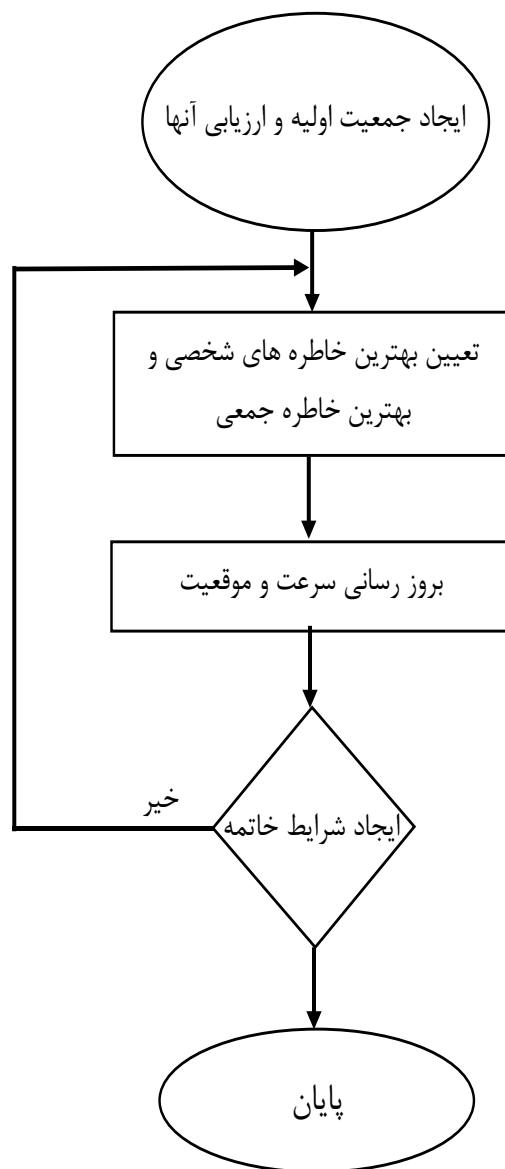 ایجاد جمعیت اولیه و ارزیابی آنها
تعیین بهترین خاطره های شخصی و
بهترین خاطره جمعی
بروز رسانی سرعت و موقعیت
ایجاد شرایط خاتمه
خیر
پایان